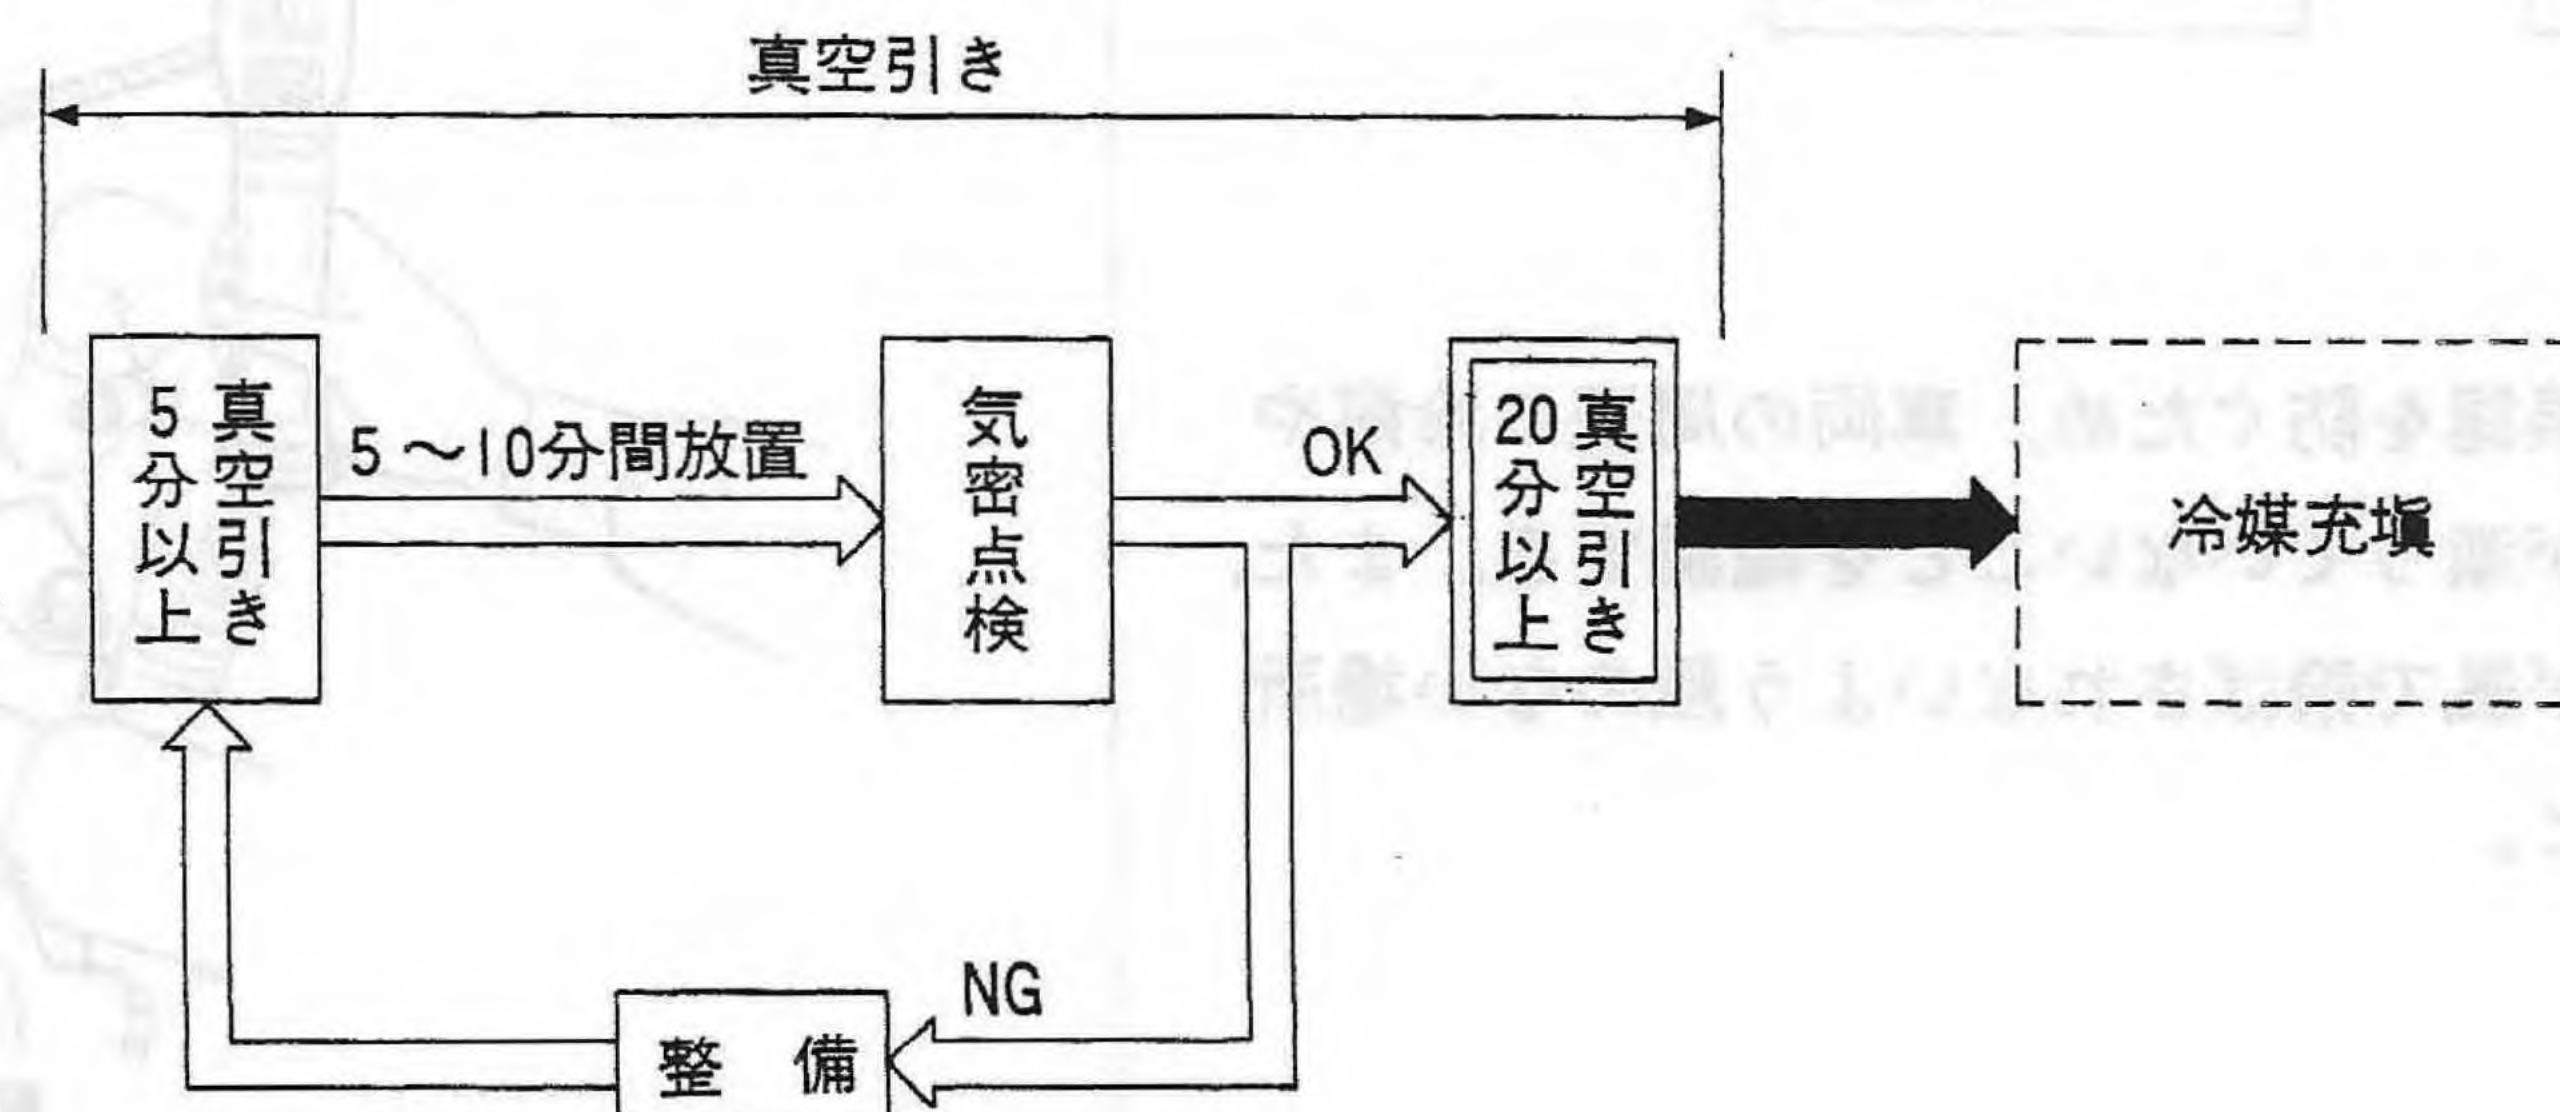 真空引き
真空引き
5分以上
5～10分間放置
気密点検
OK
真空引き
20分以上
冷媒充塡
NG
整　備